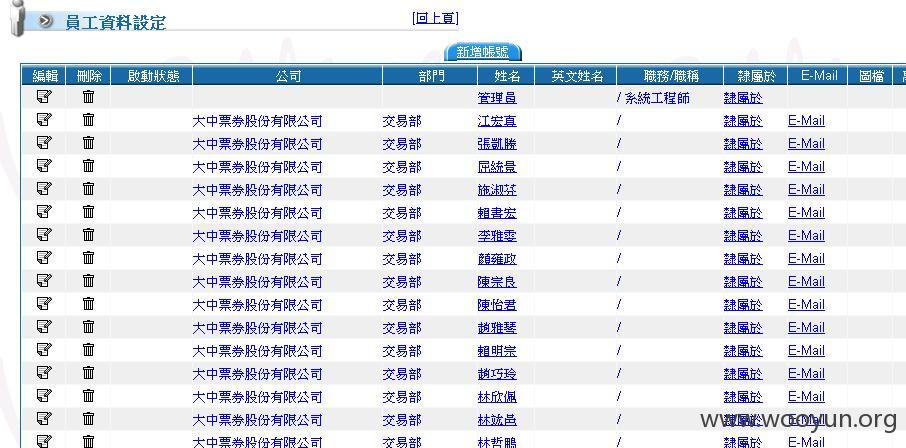 員工資料設定 [回上頁]
新增帳號
編輯 刪除 啟動狀態 公司 部門 姓名 英文姓名 職務/職稱 隸屬於 E-Mail 圖檔
管理員 / 系統工程師 隸屬於
大中票券股份有限公司 交易部 江宏真 / 隸屬於 E-Mail
大中票券股份有限公司 交易部 張凱勝 / 隸屬於 E-Mail
大中票券股份有限公司 交易部 屈統景 / 隸屬於 E-Mail
大中票券股份有限公司 交易部 施淑芬 / 隸屬於 E-Mail
大中票券股份有限公司 交易部 賴書宏 / 隸屬於 E-Mail
大中票券股份有限公司 交易部 李雅雯 / 隸屬於 E-Mail
大中票券股份有限公司 交易部 顏雍政 / 隸屬於 E-Mail
大中票券股份有限公司 交易部 陳宗良 / 隸屬於 E-Mail
大中票券股份有限公司 交易部 陳怡君 / 隸屬於 E-Mail
大中票券股份有限公司 交易部 趙雅琴 / 隸屬於 E-Mail
大中票券股份有限公司 交易部 賴明宗 / 隸屬於 E-Mail
大中票券股份有限公司 交易部 趙巧玲 / 隸屬於 E-Mail
大中票券股份有限公司 交易部 林欣佩 / 隸屬於 E-Mail
大中票券股份有限公司 交易部 林竑邑 / 隸屬於 E-Mail
大中票券股份有限公司 交易部 林哲鵬 / 隸屬於 E-Mail
www.wooyun.org